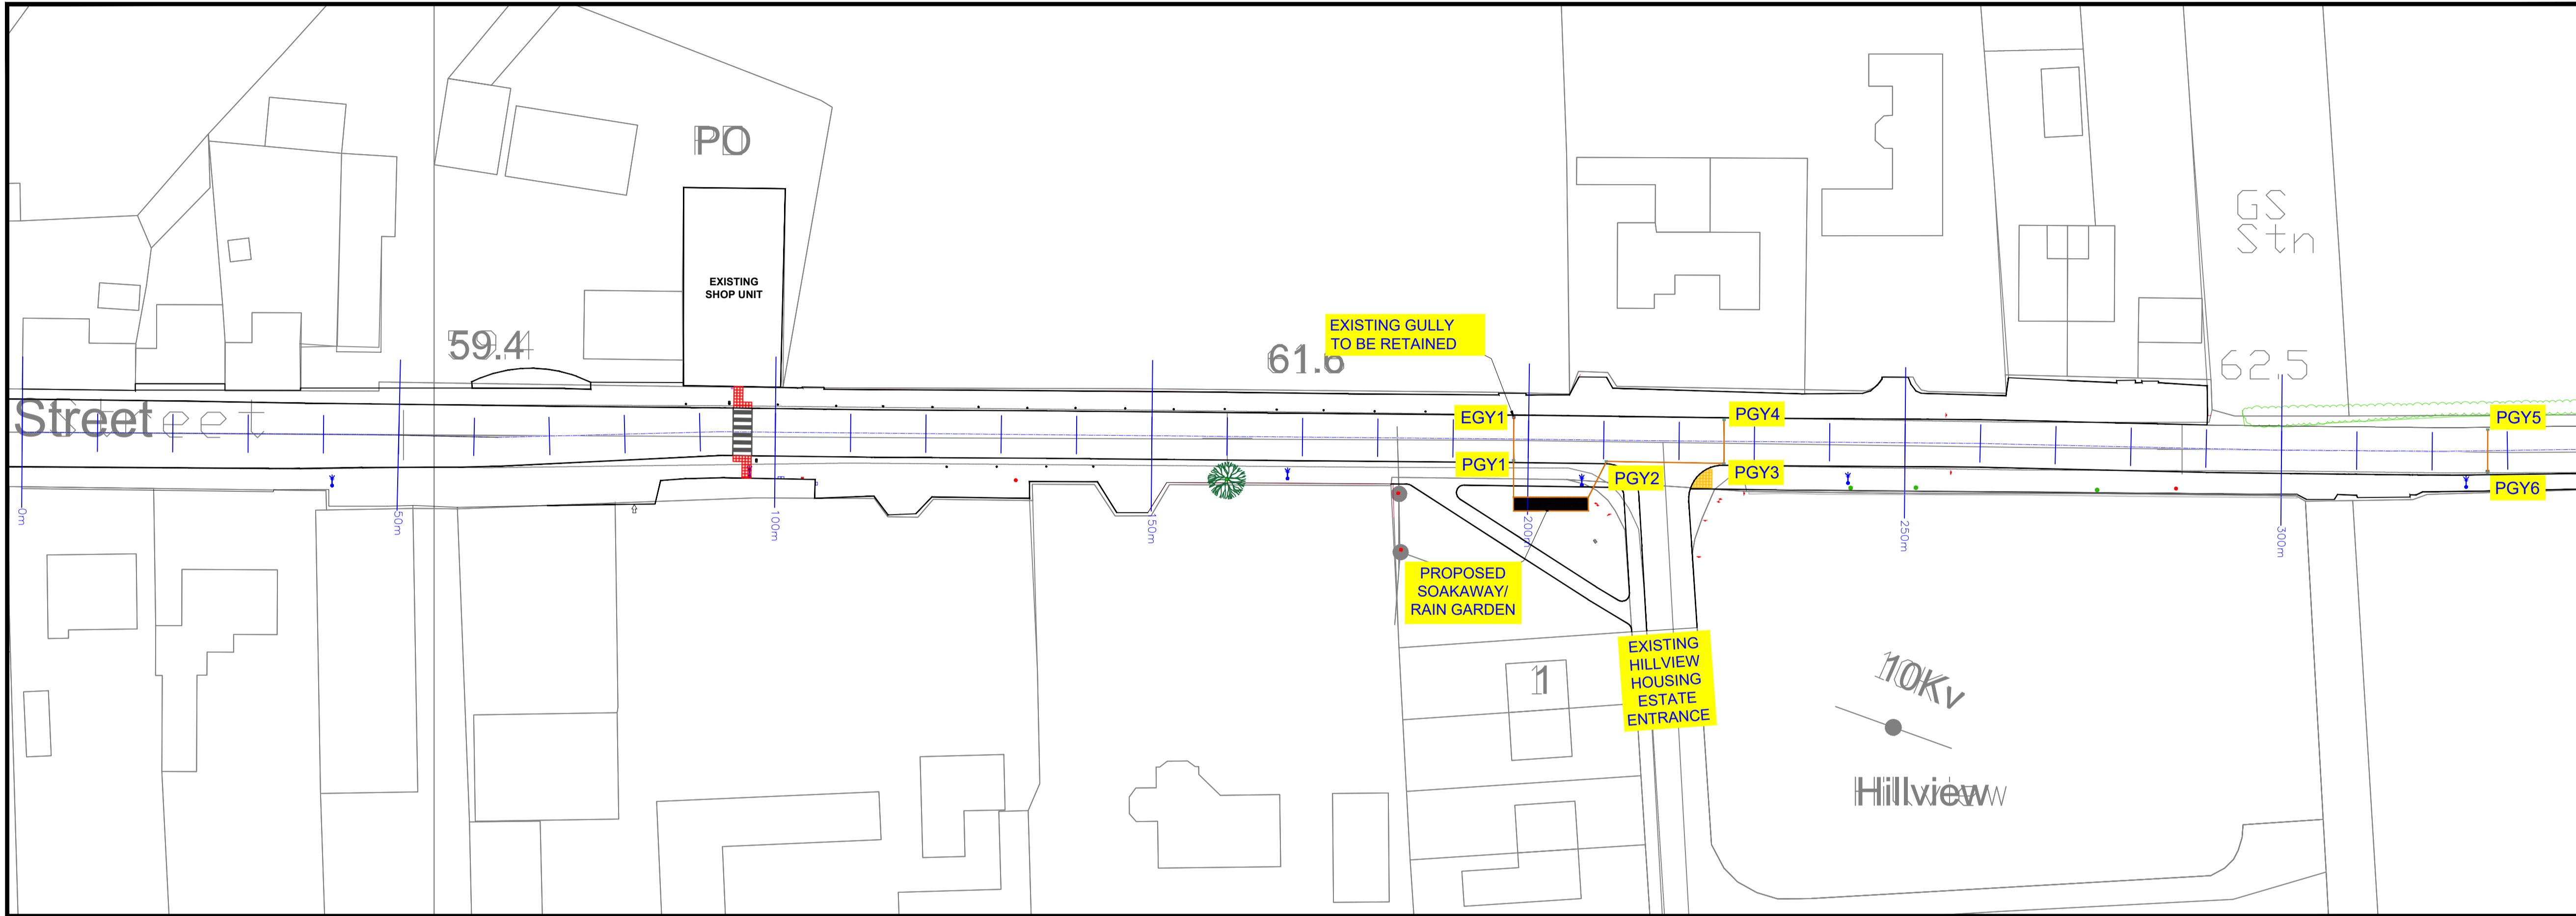 PO
EXISTING
SHOP UNIT
GS
Stn
59.4
61.6
EXISTING GULLY
TO BE RETAINED
62.5
Street
EGY1
PGY4
PGY5
PGY1
PGY2
PGY3
PGY6
0m
50m
100m
150m
200m
250m
300m
PROPOSED
SOAKAWAY/
RAIN GARDEN
EXISTING
HILLVIEW
HOUSING
ESTATE
ENTRANCE
1
10Kv
Hillview